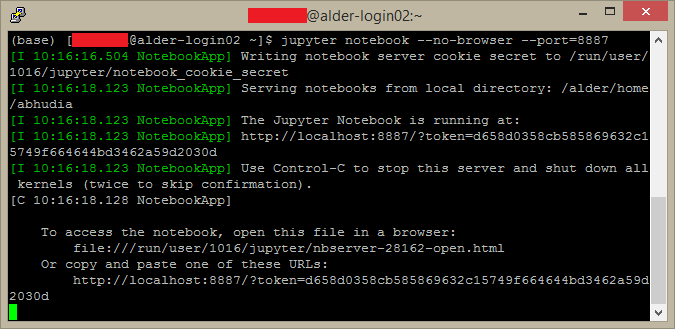 @alder-login02:~
(base) [ @alder-login02 ~]$ jupyter notebook --no-browser --port=8887
[I 10:16:16.504 NotebookApp] Writing notebook server cookie secret to /run/user/
1016/jupyter/notebook_cookie_secret
[I 10:16:18.123 NotebookApp] Serving notebooks from local directory: /alder/home
/abhudia
[I 10:16:18.123 NotebookApp] The Jupyter Notebook is running at:
[I 10:16:18.123 NotebookApp] http://localhost:8887/?token=d658d0358cb585869632c1
5749f664644bd3462a59d2030d
[I 10:16:18.123 NotebookApp] Use Control-C to stop this server and shut down all
 kernels (twice to skip confirmation).
[C 10:16:18.128 NotebookApp]
    To access the notebook, open this file in a browser:
        file:///run/user/1016/jupyter/nbserver-28162-open.html
    Or copy and paste one of these URLs:
        http://localhost:8887/?token=d658d0358cb585869632c15749f664644bd3462a59d
2030d